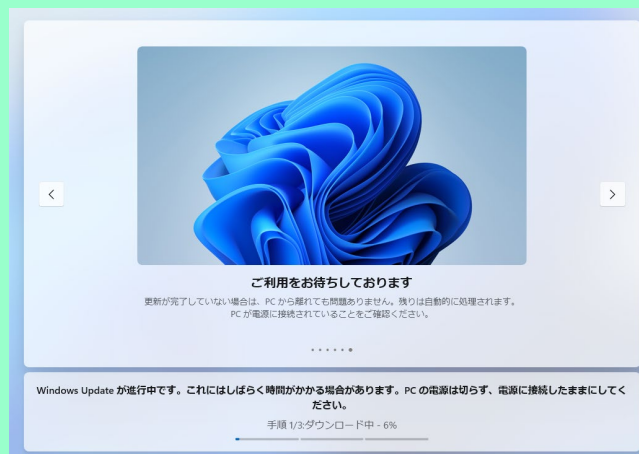 ご利用をお待ちしております
更新が完了していない場合は、PC から離れても問題ありません。残りは自動的に処理されます。
PC が電源に接続されていることをご確認ください。
Windows Update が進行中です。これにはしばらく時間がかかる場合があります。PC の電源は切らず、電源に接続したままにしてく
ださい。
手順 1/3:ダウンロード中 - 6%